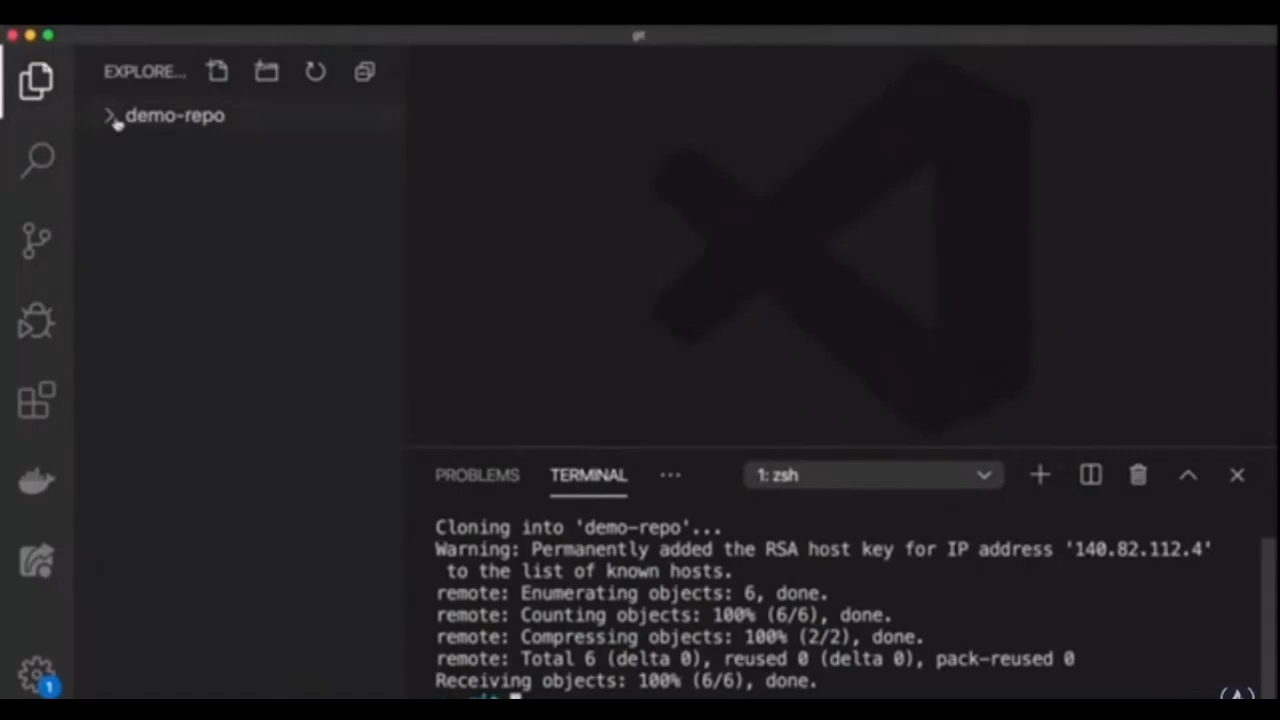 git
EXPLORE...
demo-repo
PROBLEMS TERMINAL ... 1: zsh
Cloning into 'demo-repo'...
Warning: Permanently added the RSA host key for IP address '140.82.112.4'
to the list of known hosts.
remote: Enumerating objects: 6, done.
remote: Counting objects: 100% (6/6), done.
remote: Compressing objects: 100% (2/2), done.
remote: Total 6 (delta 0), reused 0 (delta 0), pack-reused 0
Receiving objects: 100% (6/6), done.
1